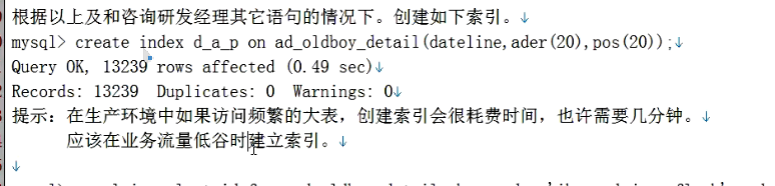 根据以上及和咨询研发经理其它语句的情况下。创建如下索引。↓
mysql> create index d_a_p on ad_oldboy_detail(dateline,ader(20),pos(20));↓
Query OK, 13239 rows affected (0.49 sec)↓
Records: 13239  Duplicates: 0  Warnings: 0↓
提示：在生产环境中如果访问频繁的大表，创建索引会很耗费时间，也许需要几分钟。↓
应该在业务流量低谷时建立索引。↓
↓